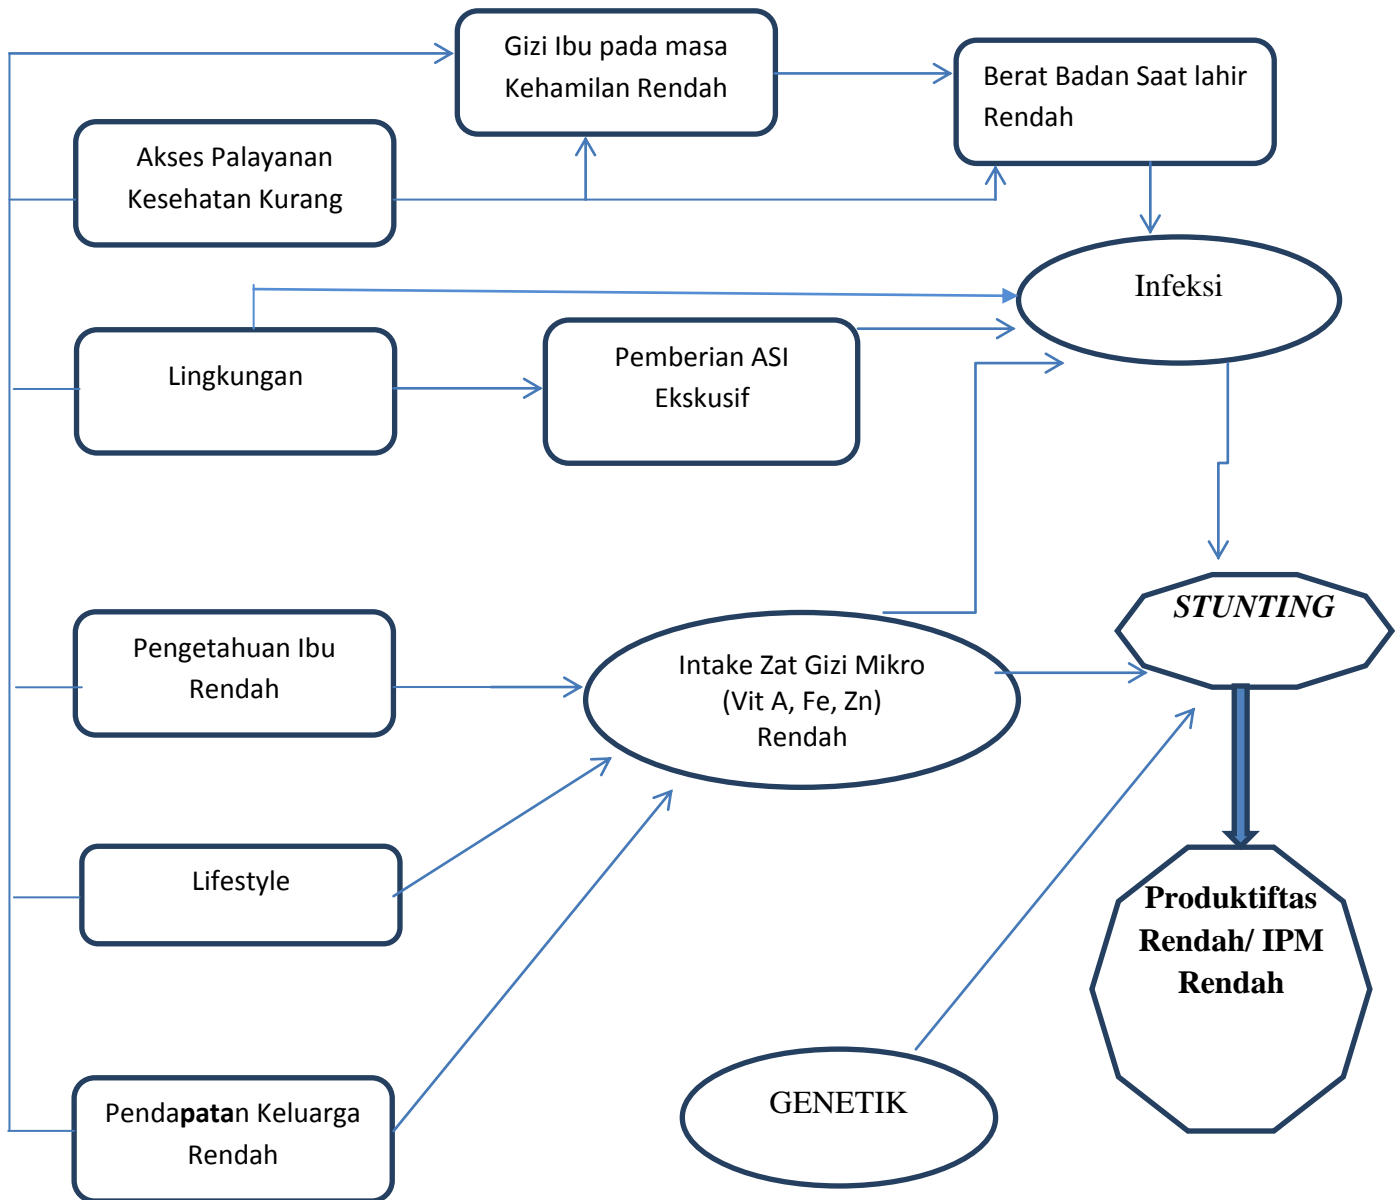 Gizi Ibu pada masa
Kehamilan Rendah
Berat Badan Saat lahir
Rendah
Akses Palayanan
Kesehatan Kurang
Infeksi
Lingkungan
Pemberian ASI
Ekskusif
STUNTING
Pengetahuan Ibu
Rendah
Intake Zat Gizi Mikro
(Vit A, Fe, Zn)
Rendah
Lifestyle
Produktiftas
Rendah/ IPM
Rendah
GENETIK
Pendapatan Keluarga
Rendah